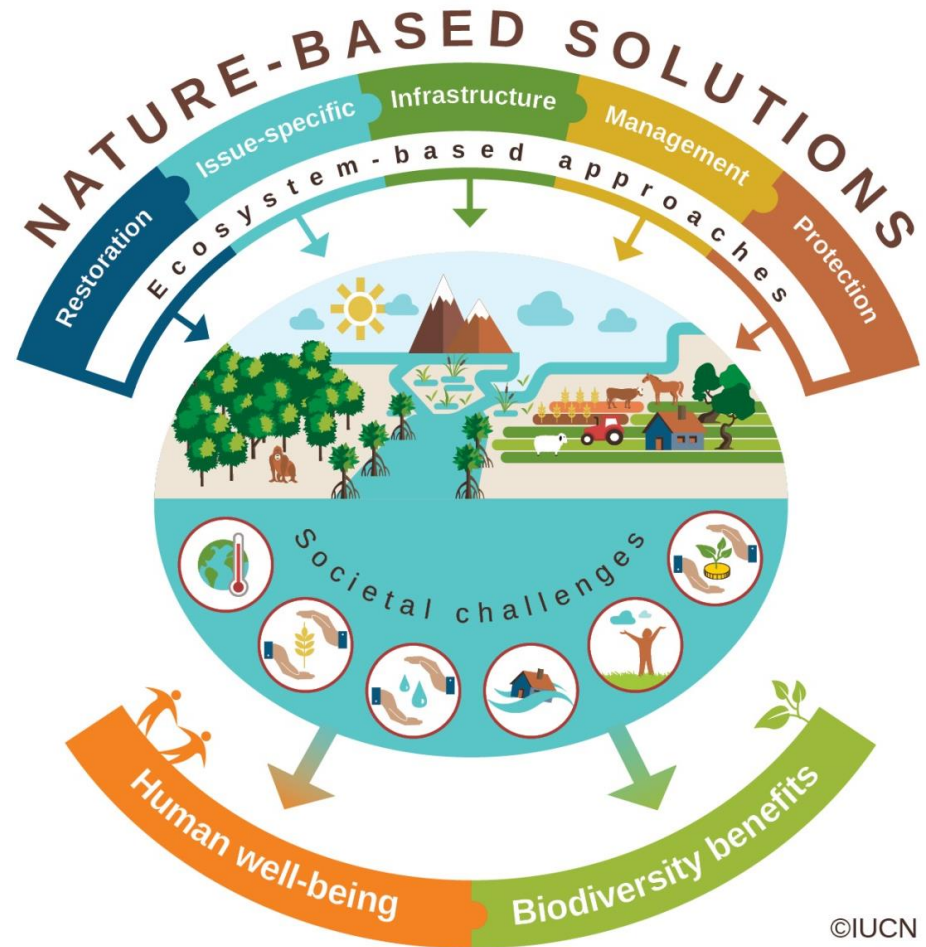 NATURE-BASED SOLUTIONS
Restoration
Issue-specific
Infrastructure
Management
Protection
Ecosystem-based approaches
Societal challenges
Human well-being
Biodiversity benefits
©IUCN